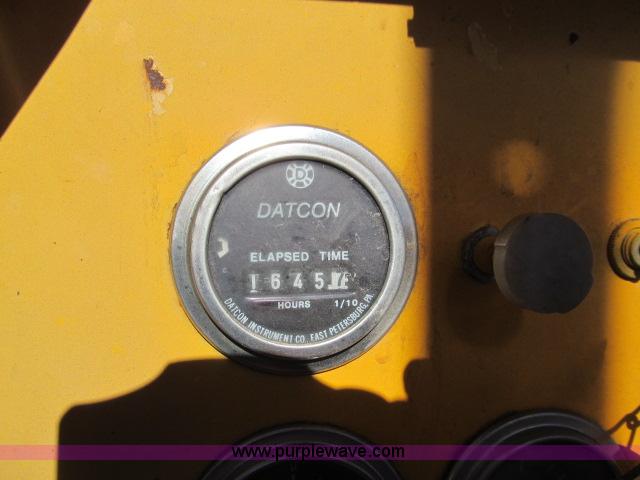 D
DATCON
ELAPSED TIME
1645
HOURS 1/10
DATCON INSTRUMENT CO., EAST PETERSBURG, PA.
www.purplewave.com